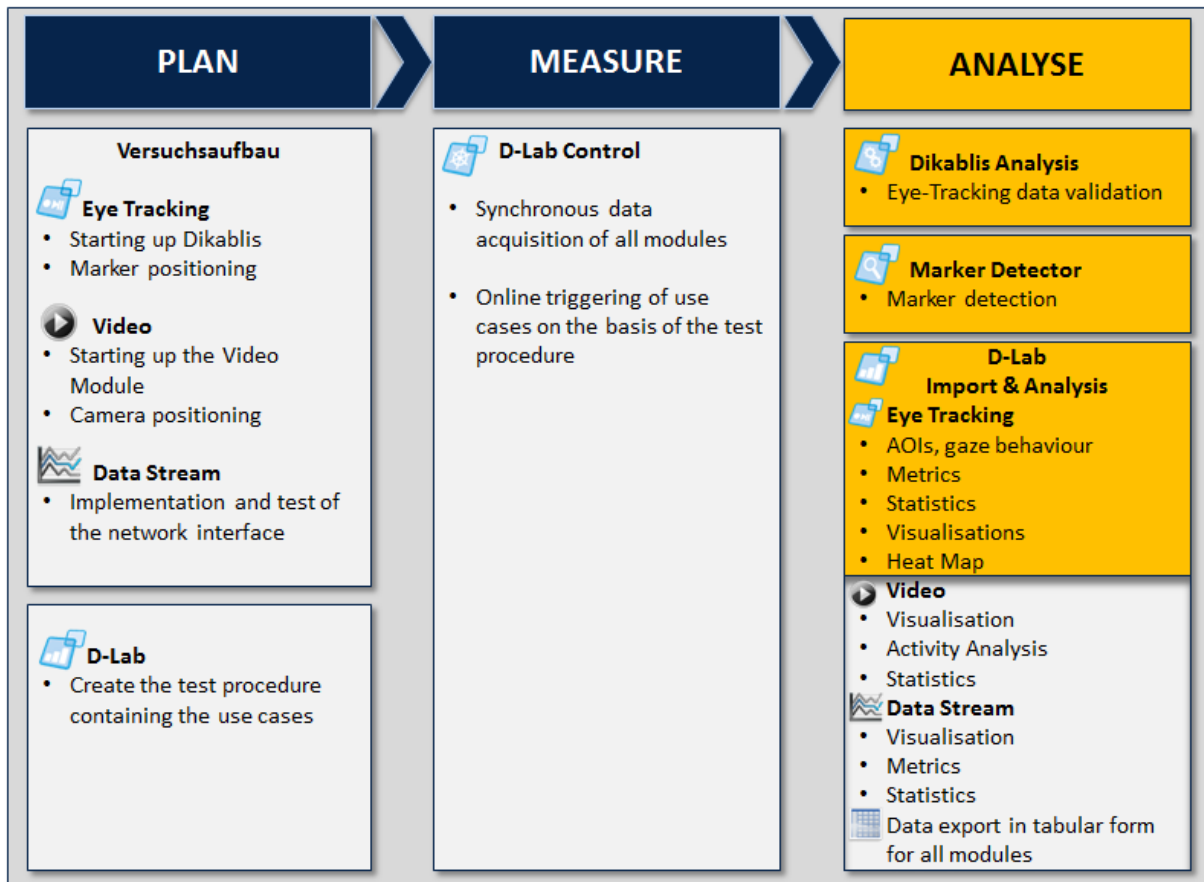 PLAN
MEASURE
ANALYSE
Versuchsaufbau
Eye Tracking
• Starting up Dikablis
• Marker positioning
Video
• Starting up the Video
Module
• Camera positioning
Data Stream
• Implementation and test of
the network interface
D-Lab
• Create the test procedure
containing the use cases
D-Lab Control
• Synchronous data
acquisition of all modules
• Online triggering of use
cases on the basis of the test
procedure
Dikablis Analysis
• Eye-Tracking data validation
Marker Detector
• Marker detection
D-Lab
Import & Analysis
Eye Tracking
• AOIs, gaze behaviour
• Metrics
• Statistics
• Visualisations
• Heat Map
Video
• Visualisation
• Activity Analysis
• Statistics
Data Stream
• Visualisation
• Metrics
• Statistics
Data export in tabular form
for all modules